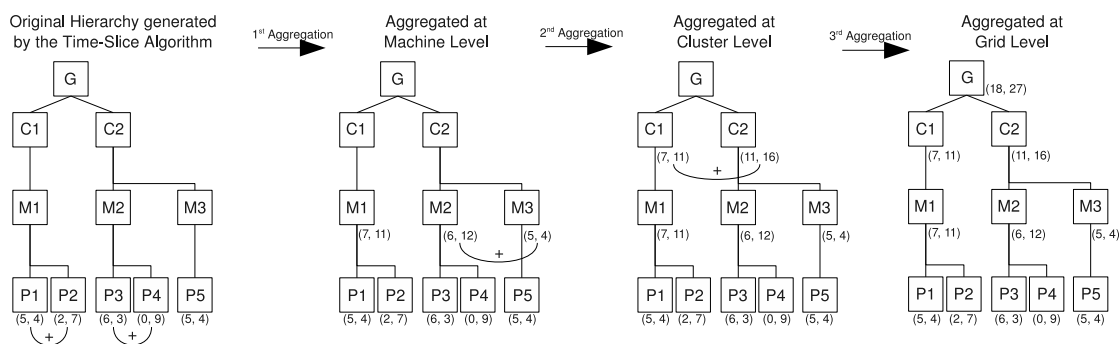 Original Hierarchy generated
by the Time-Slice Algorithm
1st Aggregation
Aggregated at
Machine Level
2nd Aggregation
Aggregated at
Cluster Level
3rd Aggregation
Aggregated at
Grid Level
G
C1 C2
M1 M2 M3
P1 P2 P3 P4 P5
(5, 4) (2, 7) (6, 3) (0, 9) (5, 4)
+ +
G
C1 C2
M1 M2 M3
(7, 11) (6, 12) (5, 4)
+
P1 P2 P3 P4 P5
(5, 4) (2, 7) (6, 3) (0, 9) (5, 4)
G
C1 C2
(7, 11) (11, 16)
+
M1 M2 M3
(7, 11) (6, 12) (5, 4)
P1 P2 P3 P4 P5
(5, 4) (2, 7) (6, 3) (0, 9) (5, 4)
G
(18, 27)
C1 C2
(7, 11) (11, 16)
M1 M2 M3
(7, 11) (6, 12) (5, 4)
P1 P2 P3 P4 P5
(5, 4) (2, 7) (6, 3) (0, 9) (5, 4)